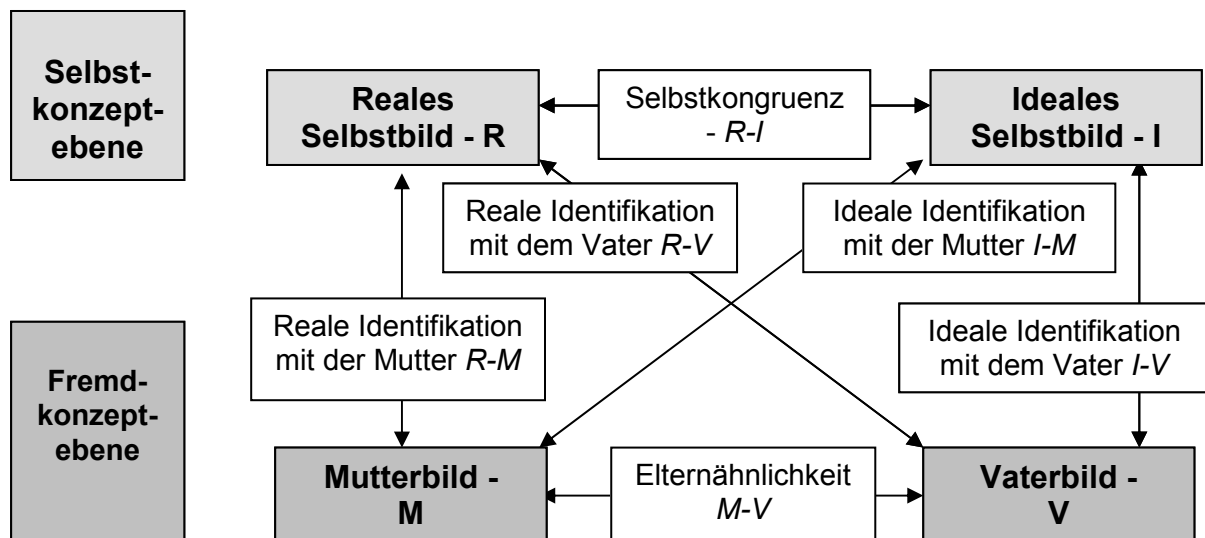 Selbst-
konzept-
ebene
Reales
Selbstbild - R
Selbstkongruenz
- R-I
Ideales
Selbstbild - I
Reale Identifikation
mit dem Vater R-V
Ideale Identifikation
mit der Mutter I-M
Reale Identifikation
mit der Mutter R-M
Ideale Identifikation
mit dem Vater I-V
Fremd-
konzept-
ebene
Mutterbild -
M
Elternähnlichkeit
M-V
Vaterbild -
V